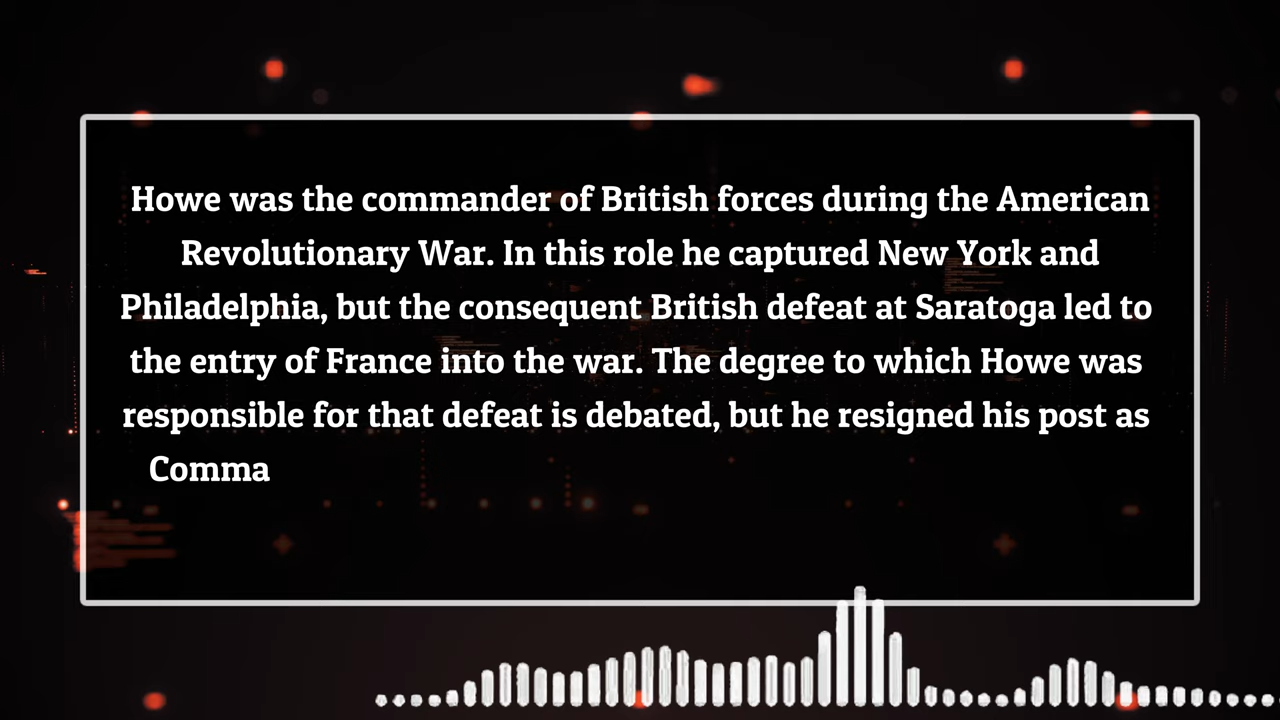 Howe was the commander of British forces during the American
Revolutionary War. In this role he captured New York and
Philadelphia, but the consequent British defeat at Saratoga led to
the entry of France into the war. The degree to which Howe was
responsible for that defeat is debated, but he resigned his post as
Comma